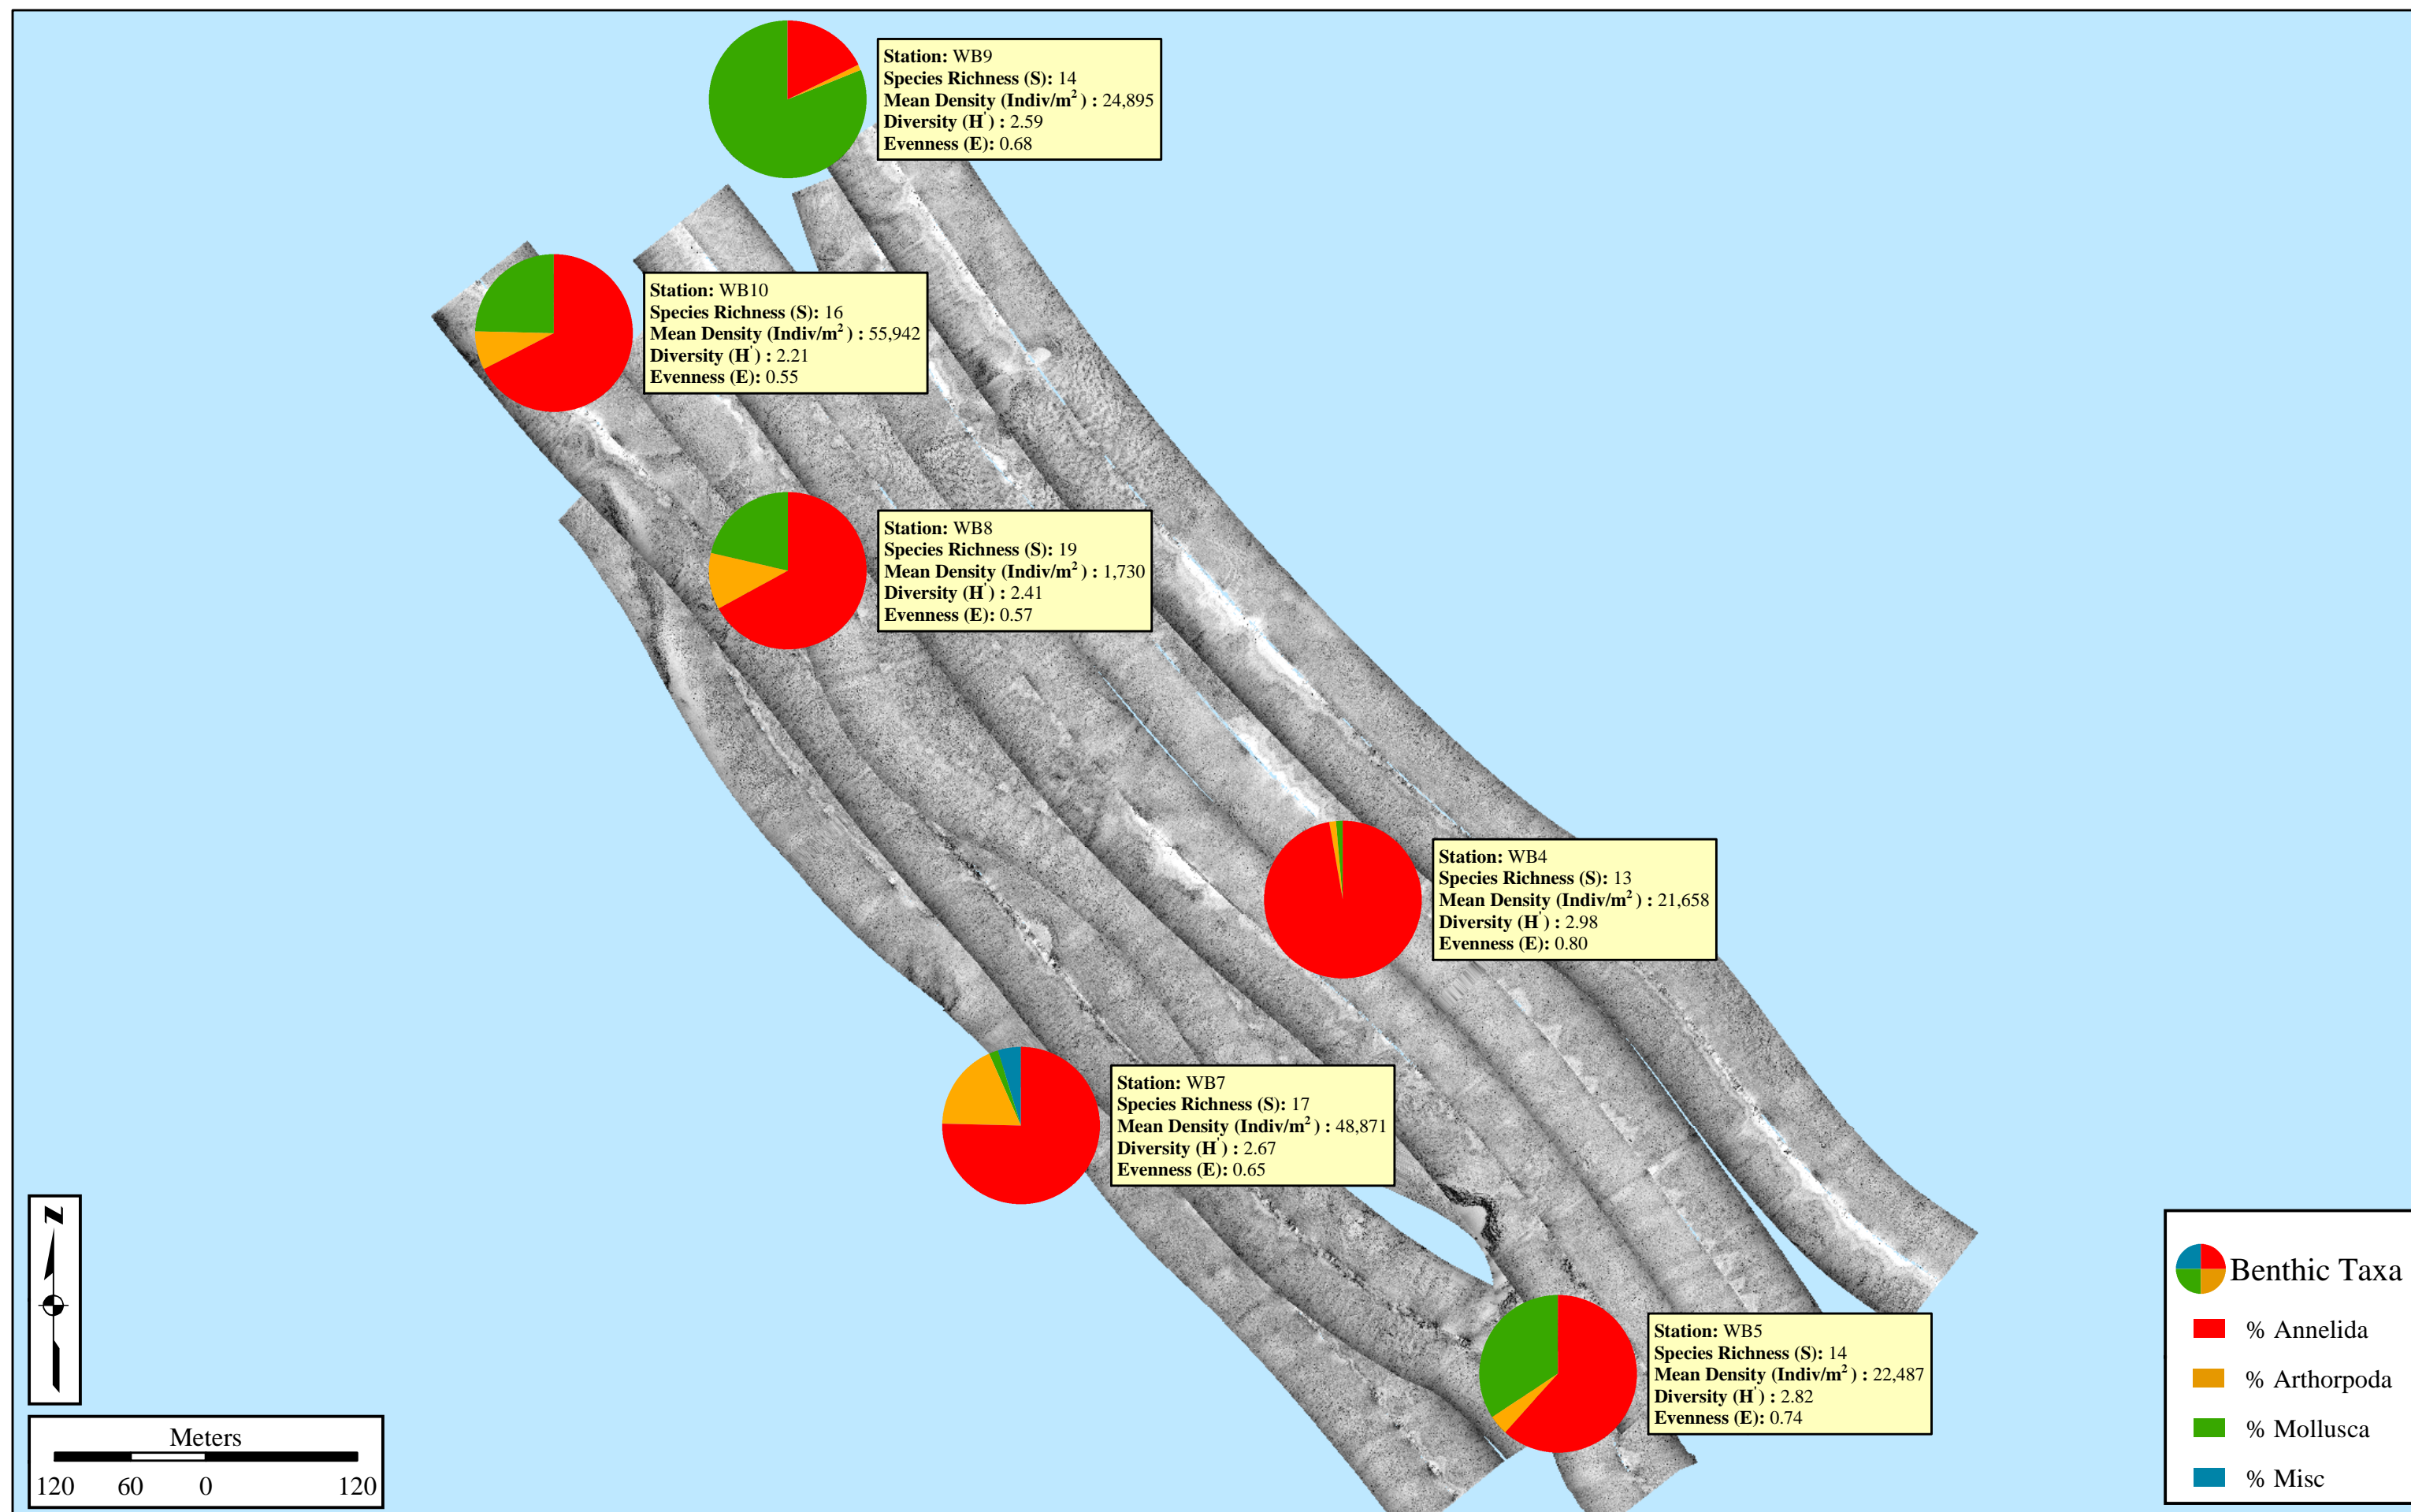 Station: WB9
Species Richness (S): 14
Mean Density (Indiv/m²) : 24,895
Diversity (H') : 2.59
Evenness (E): 0.68
Station: WB10
Species Richness (S): 16
Mean Density (Indiv/m²) : 55,942
Diversity (H') : 2.21
Evenness (E): 0.55
Station: WB8
Species Richness (S): 19
Mean Density (Indiv/m²) : 1,730
Diversity (H') : 2.41
Evenness (E): 0.57
Station: WB4
Species Richness (S): 13
Mean Density (Indiv/m²) : 21,658
Diversity (H') : 2.98
Evenness (E): 0.80
Station: WB7
Species Richness (S): 17
Mean Density (Indiv/m²) : 48,871
Diversity (H') : 2.67
Evenness (E): 0.65
Station: WB5
Species Richness (S): 14
Mean Density (Indiv/m²) : 22,487
Diversity (H') : 2.82
Evenness (E): 0.74
N
Meters
120 60 0 120
Benthic Taxa
% Annelida
% Arthorpoda
% Mollusca
% Misc